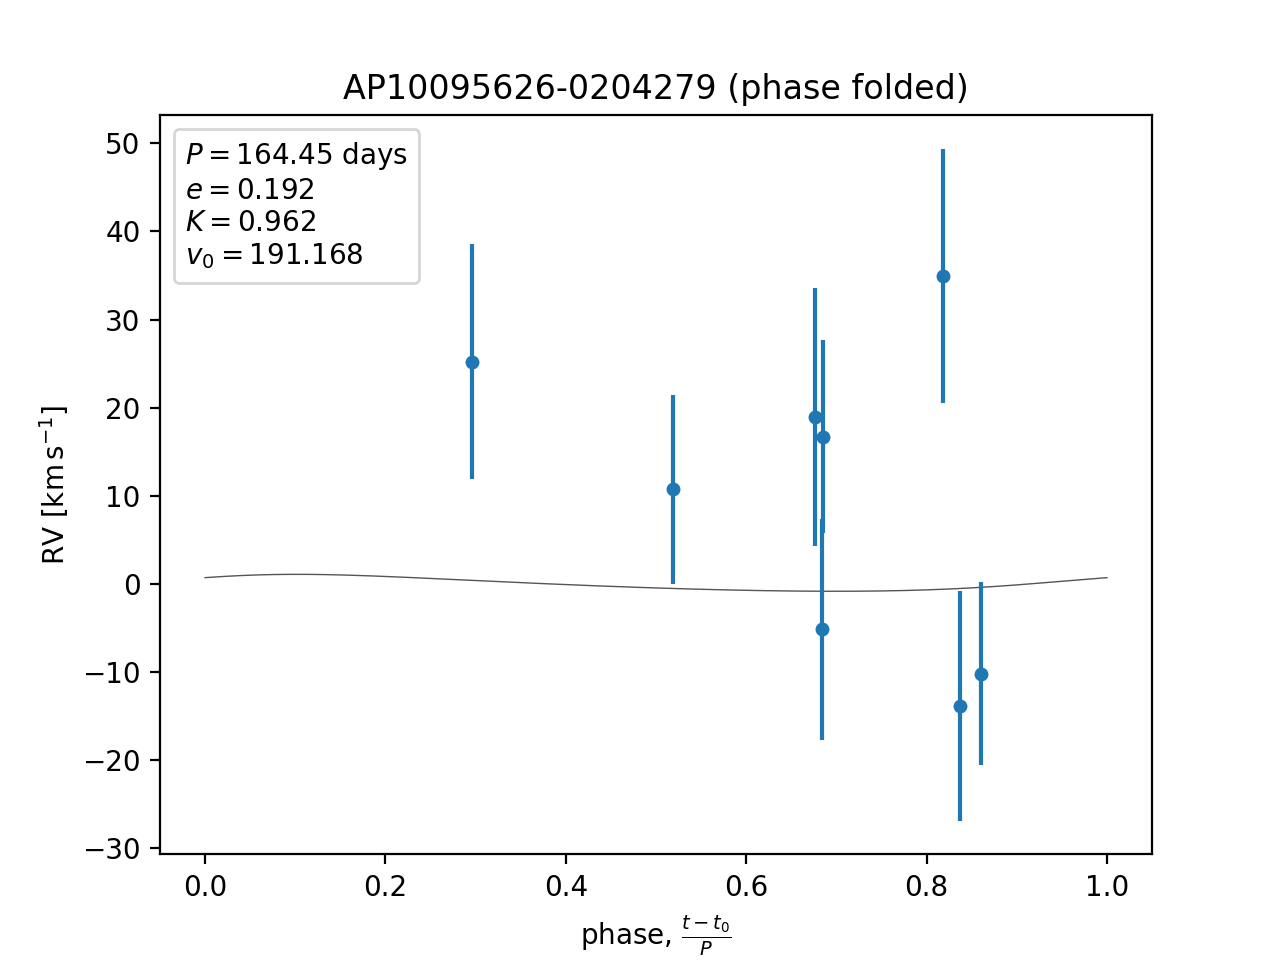 AP10095626-0204279 (phase folded)
P = 164.45 days
e = 0.192
K = 0.962
v₀ = 191.168
50
40
30
20
10
0
−10
−20
−30
RV [km s⁻¹]
0.0 0.2 0.4 0.6 0.8 1.0
phase, (t − t₀)/P